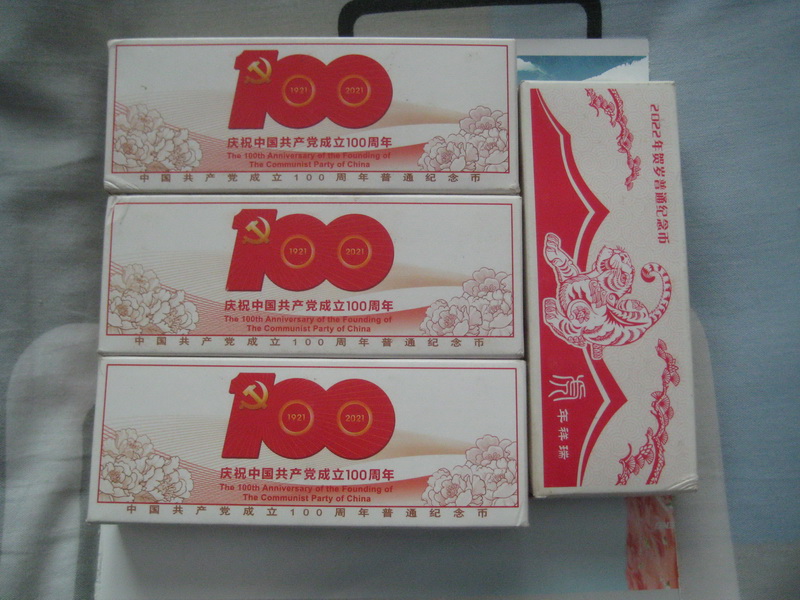 100
1921
2021
庆祝中国共产党成立100周年
The 100th Anniversary of the Founding of
The Communist Party of China
中国共产党成立100周年普通纪念币
100
1921
2021
庆祝中国共产党成立100周年
The 100th Anniversary of the Founding of
The Communist Party of China
中国共产党成立100周年普通纪念币
100
1921
2021
庆祝中国共产党成立100周年
The 100th Anniversary of the Founding of
The Communist Party of China
中国共产党成立100周年普通纪念币
2022年贺岁普通纪念币
虎年祥瑞